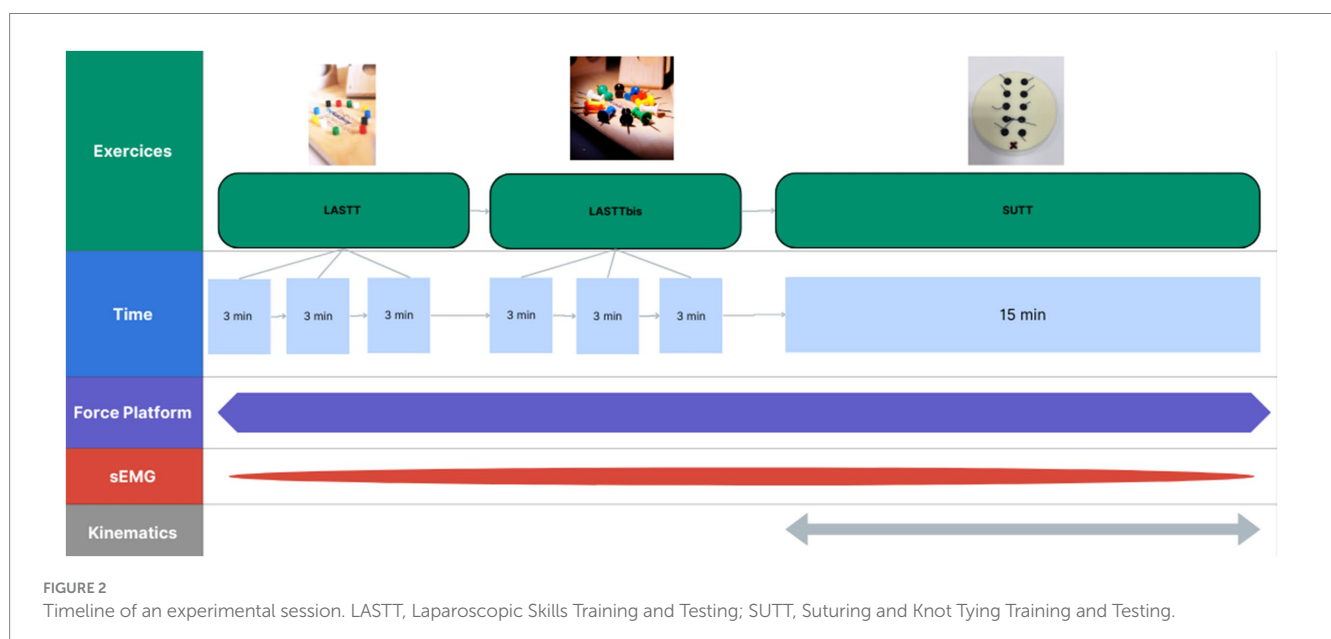 Exercices
LASTT
LASTTbis
SUTT
Time
3 min
3 min
3 min
3 min
3 min
3 min
15 min
Force Platform
sEMG
Kinematics
FIGURE 2
Timeline of an experimental session. LASTT, Laparoscopic Skills Training and Testing; SUTT, Suturing and Knot Tying Training and Testing.